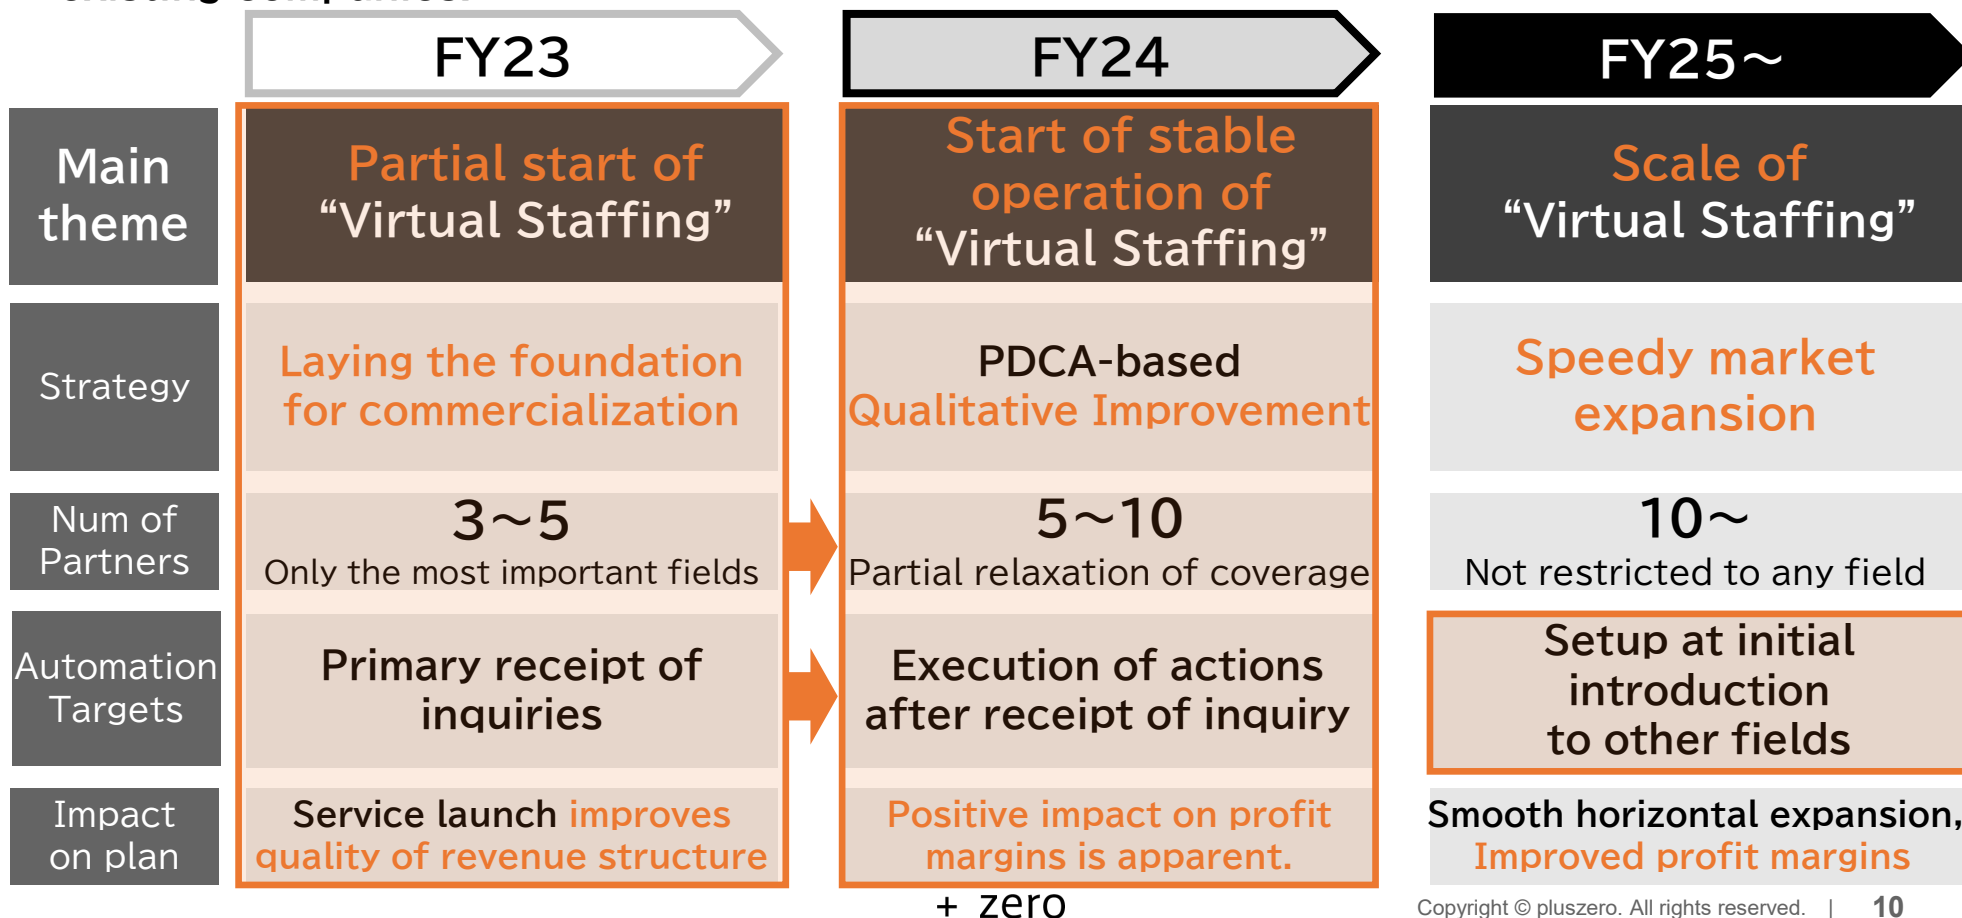 existing companies.
FY23
FY24
FY25～
Main
theme
Partial start of
“Virtual Staffing”
Start of stable
operation of
“Virtual Staffing”
Scale of
“Virtual Staffing”
Strategy
Laying the foundation
for commercialization
PDCA-based
Qualitative Improvement
Speedy market
expansion
Num of
Partners
3～5
Only the most important fields
5～10
Partial relaxation of coverage
10～
Not restricted to any field
Automation
Targets
Primary receipt of
inquiries
Execution of actions
after receipt of inquiry
Setup at initial
introduction
to other fields
Impact
on plan
Service launch improves
quality of revenue structure
Positive impact on profit
margins is apparent.
Smooth horizontal expansion,
Improved profit margins
+ zero
Copyright © pluszero. All rights reserved. | 10